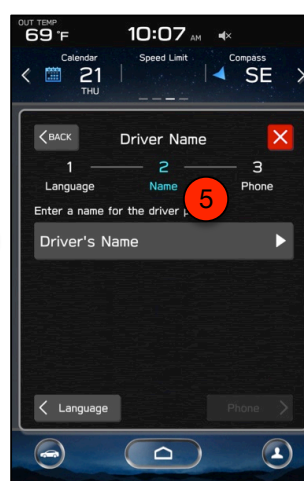 OUT TEMP
69 °F 10:07 AM
Calendar Speed Limit Compass
21 SE
THU
BACK Driver Name
1 2 3
Language Name Phone
Enter a name for the driver
5
Driver's Name
Language Phone